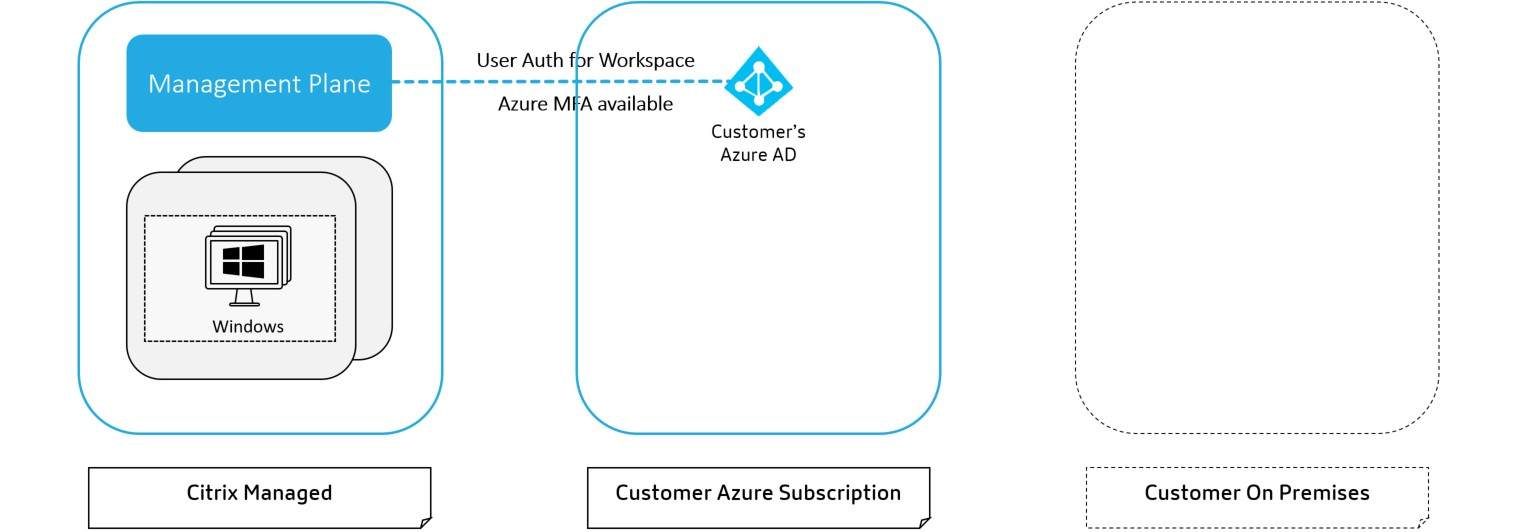 Management Plane
User Auth for Workspace
Azure MFA available
Customer’s
Azure AD
Windows
Citrix Managed
Customer Azure Subscription
Customer On Premises